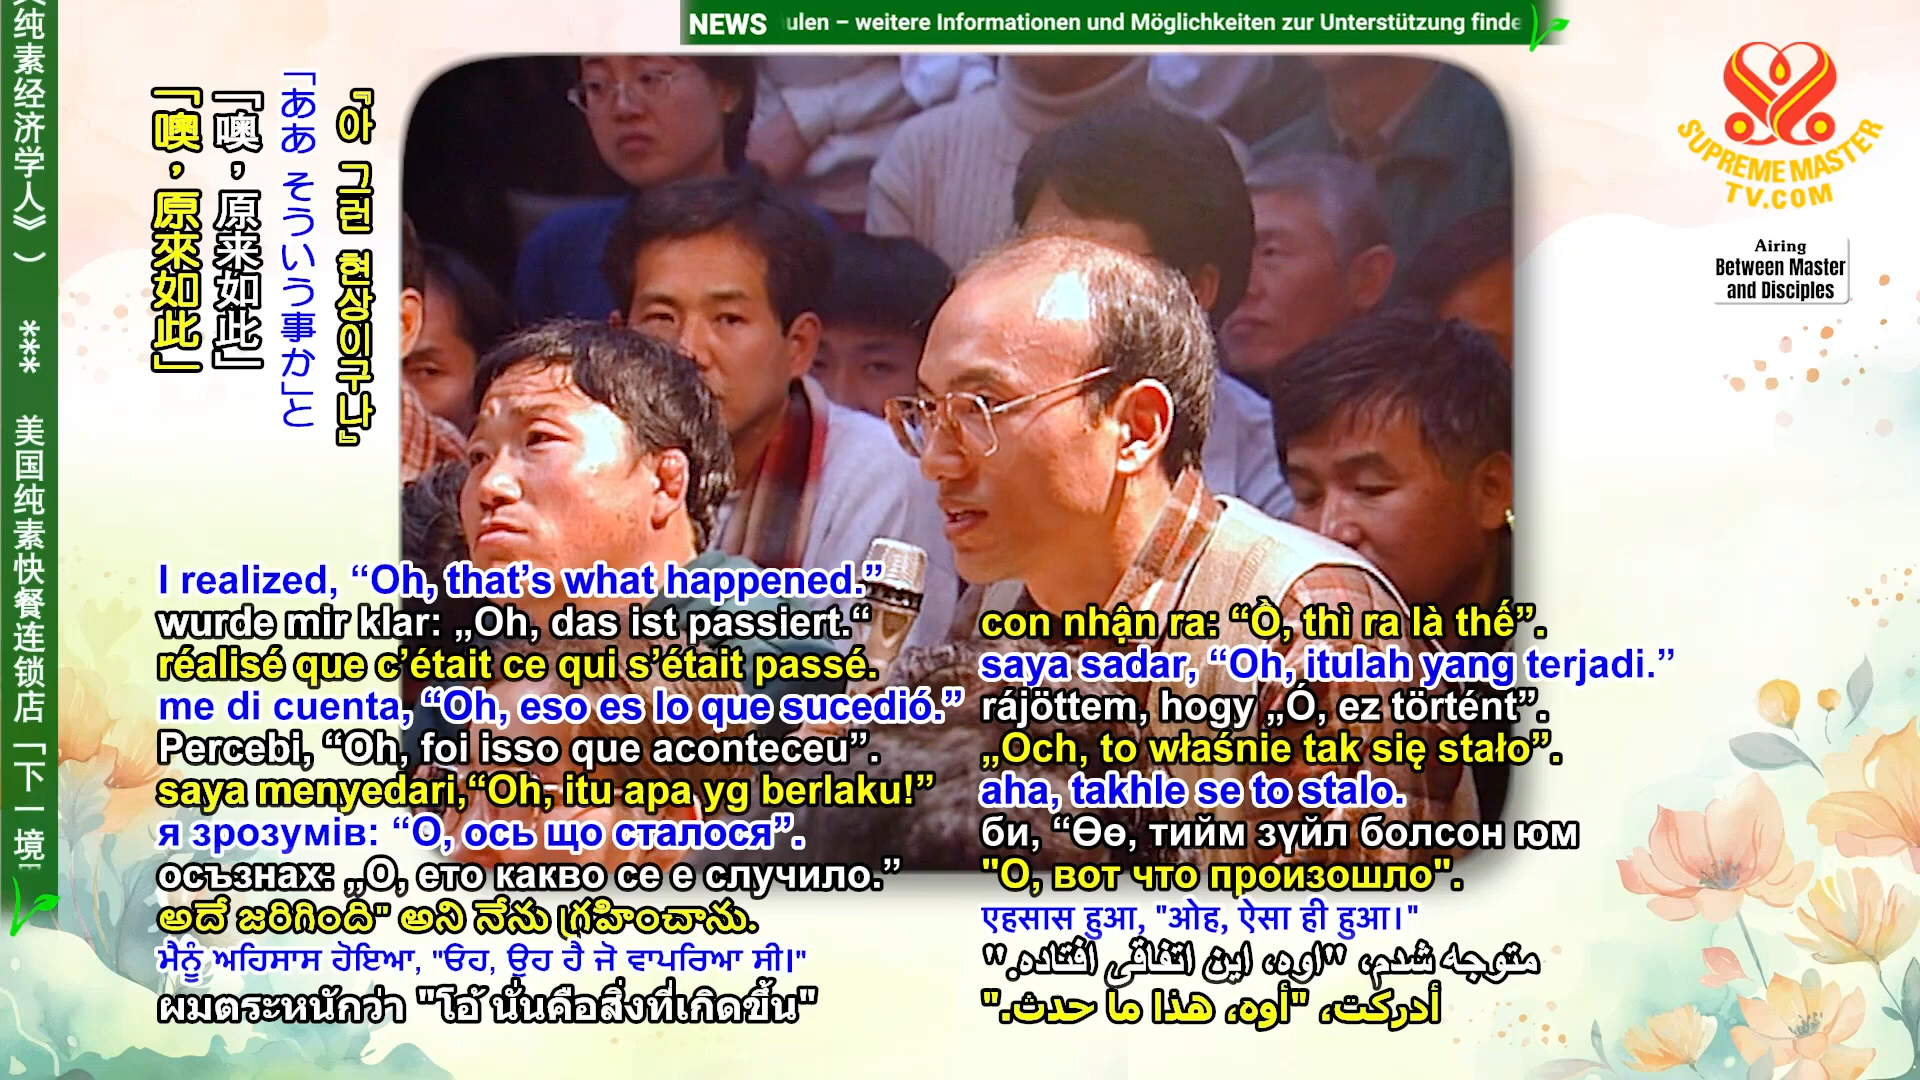 NEWS
ulen – weitere Informationen und Möglichkeiten zur Unterstützung finde
纯素经济学人》） *** 美国纯素快餐连锁店「下一境
『아 그런 현상이구나』
「ああ そういう事か」と
「噢，原来如此」
「噢，原來如此」
SUPREME MASTER
TV.COM
Airing
Between Master
and Disciples
I realized, “Oh, that’s what happened.”
wurde mir klar: „Oh, das ist passiert.“
réalisé que c’était ce qui s’était passé.
me di cuenta, “Oh, eso es lo que sucedió.”
Percebi, “Oh, foi isso que aconteceu”.
saya menyedari,“Oh, itu apa yg berlaku!”
я зрозумів: “О, ось що сталося”.
осъзнах: „О, ето какво се е случило.”
అదే జరిగింది" అని నేను గ్రహించాను.
ਮੈਨੂੰ ਅਹਿਸਾਸ ਹੋਇਆ, "ਓਹ, ਉਹ ਹੈ ਜੋ ਵਾਪਰਿਆ ਸੀ।"
ผมตระหนักว่า "โอ้ นั่นคือสิ่งที่เกิดขึ้น"
con nhận ra: “Ồ, thì ra là thế”.
saya sadar, “Oh, itulah yang terjadi.”
rájöttem, hogy „Ó, ez történt”.
„Och, to właśnie tak się stało”.
aha, takhle se to stalo.
би, “Өө, тийм зүйл болсон юм
"О, вот что произошло".
एहसास हुआ, "ओह, ऐसा ही हुआ।"
متوجه شدم، "اوه، این اتفاقی افتاده."
أدركت، "أوه، هذا ما حدث."